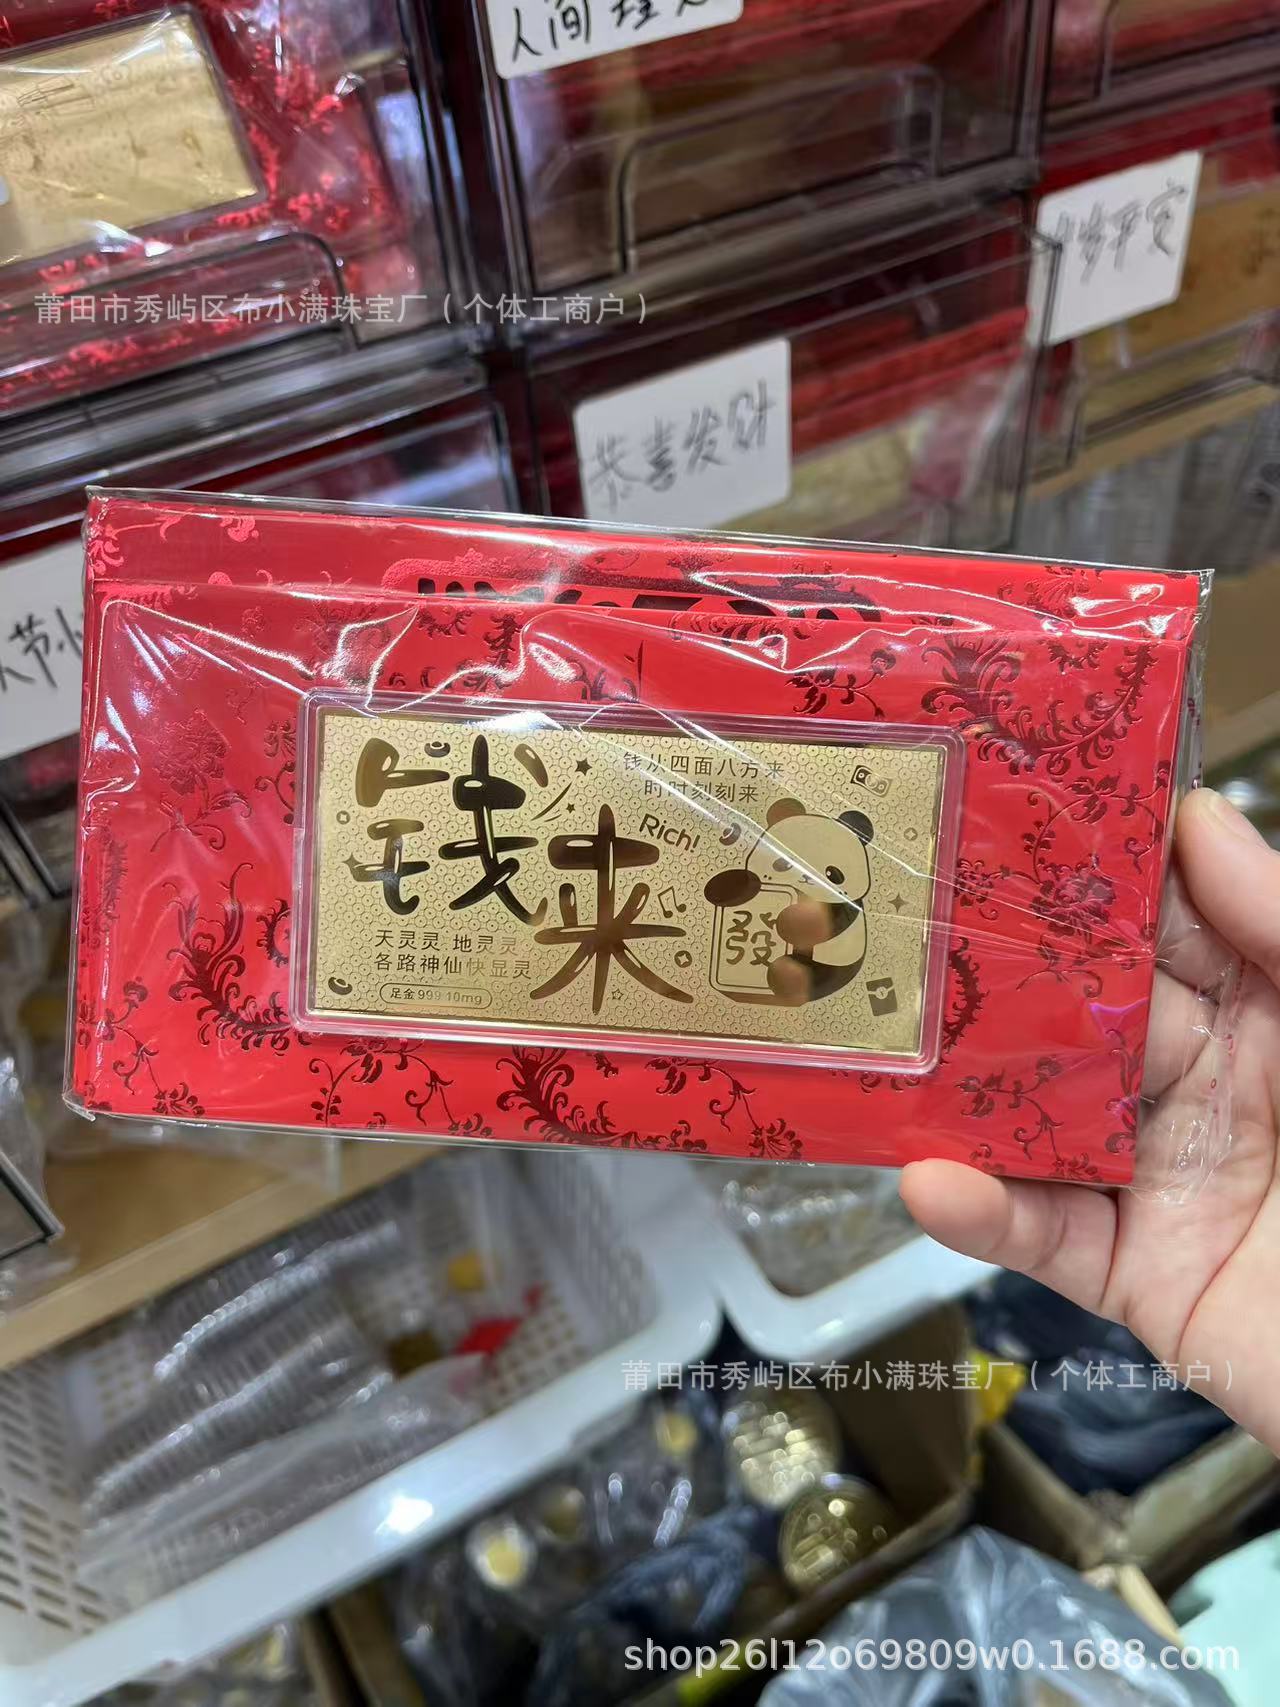 人间
岁岁平安
莆田市秀屿区布小满珠宝厂（个体工商户）
恭喜发财
钱来
钱从四面八方来
时时刻刻来
Rich!
發
天灵灵 地灵灵
各路神仙快显灵
足金999 10mg
莆田市秀屿区布小满珠宝厂（个体工商户）
shop26l12o69809w0.1688.com